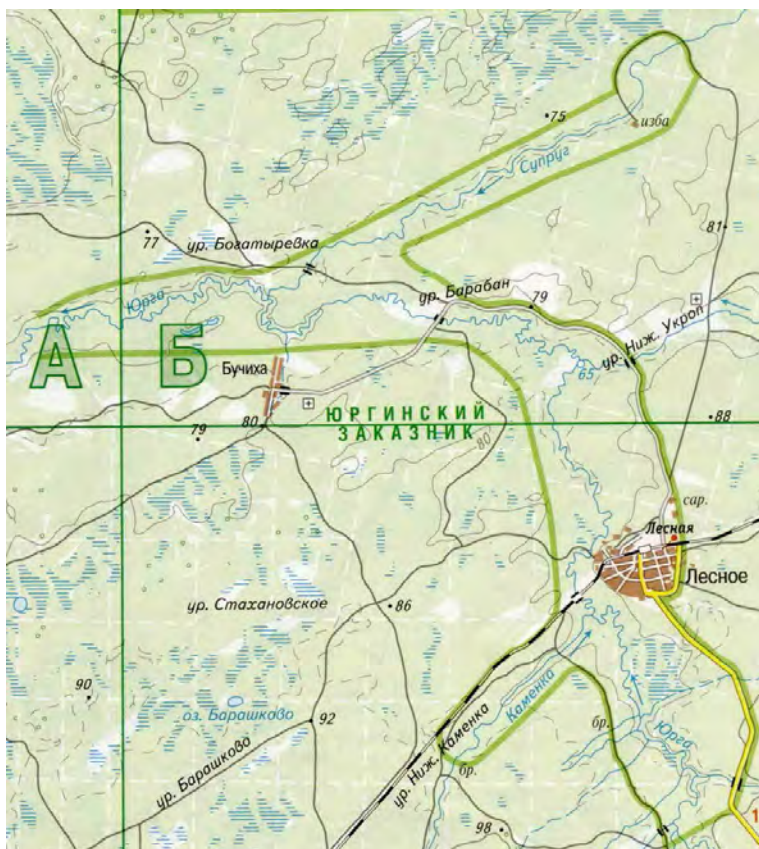 75
изба
Супруг
81
77
ур. Богатыревка
ур. Барабан
79
Юрга
ур. Ниж. Укроп
А Б
Бучиха
65
80
ЮРГИНСКИЙ
ЗАКАЗНИК
88
79
80
сар.
Лесная
Лесное
ур. Стахановское
86
90
оз. Барашково
92
Каменка
ур. Ниж. Каменка
бр.
Юрга
ур. Барашково
бр.
98
1